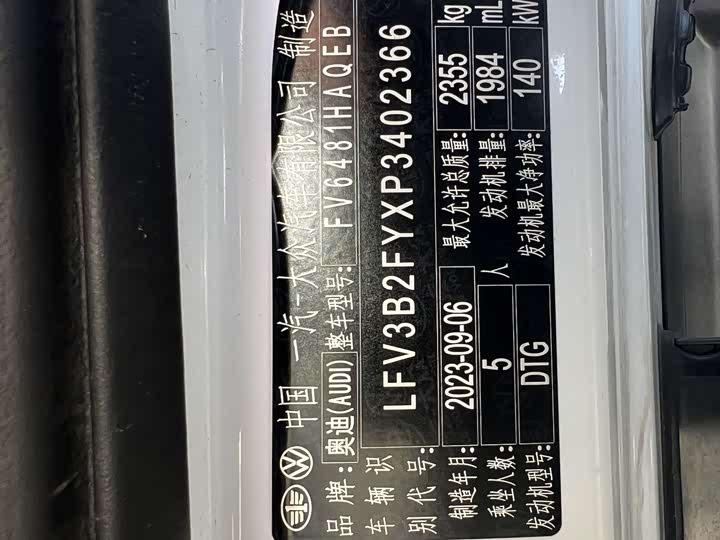 中国 一汽-大众汽车有限公司 制造
品牌: 奥迪(AUDI) 整车型号: FV6481HAQEB
车辆识别代号: LFV3B2FYXP3402366
制造年月: 2023-09-06 最大允许总质量: 2355 kg
乘坐人数: 5 人 发动机排量: 1984 mL
发动机型号: DTG 发动机最大净功率: 140 kW